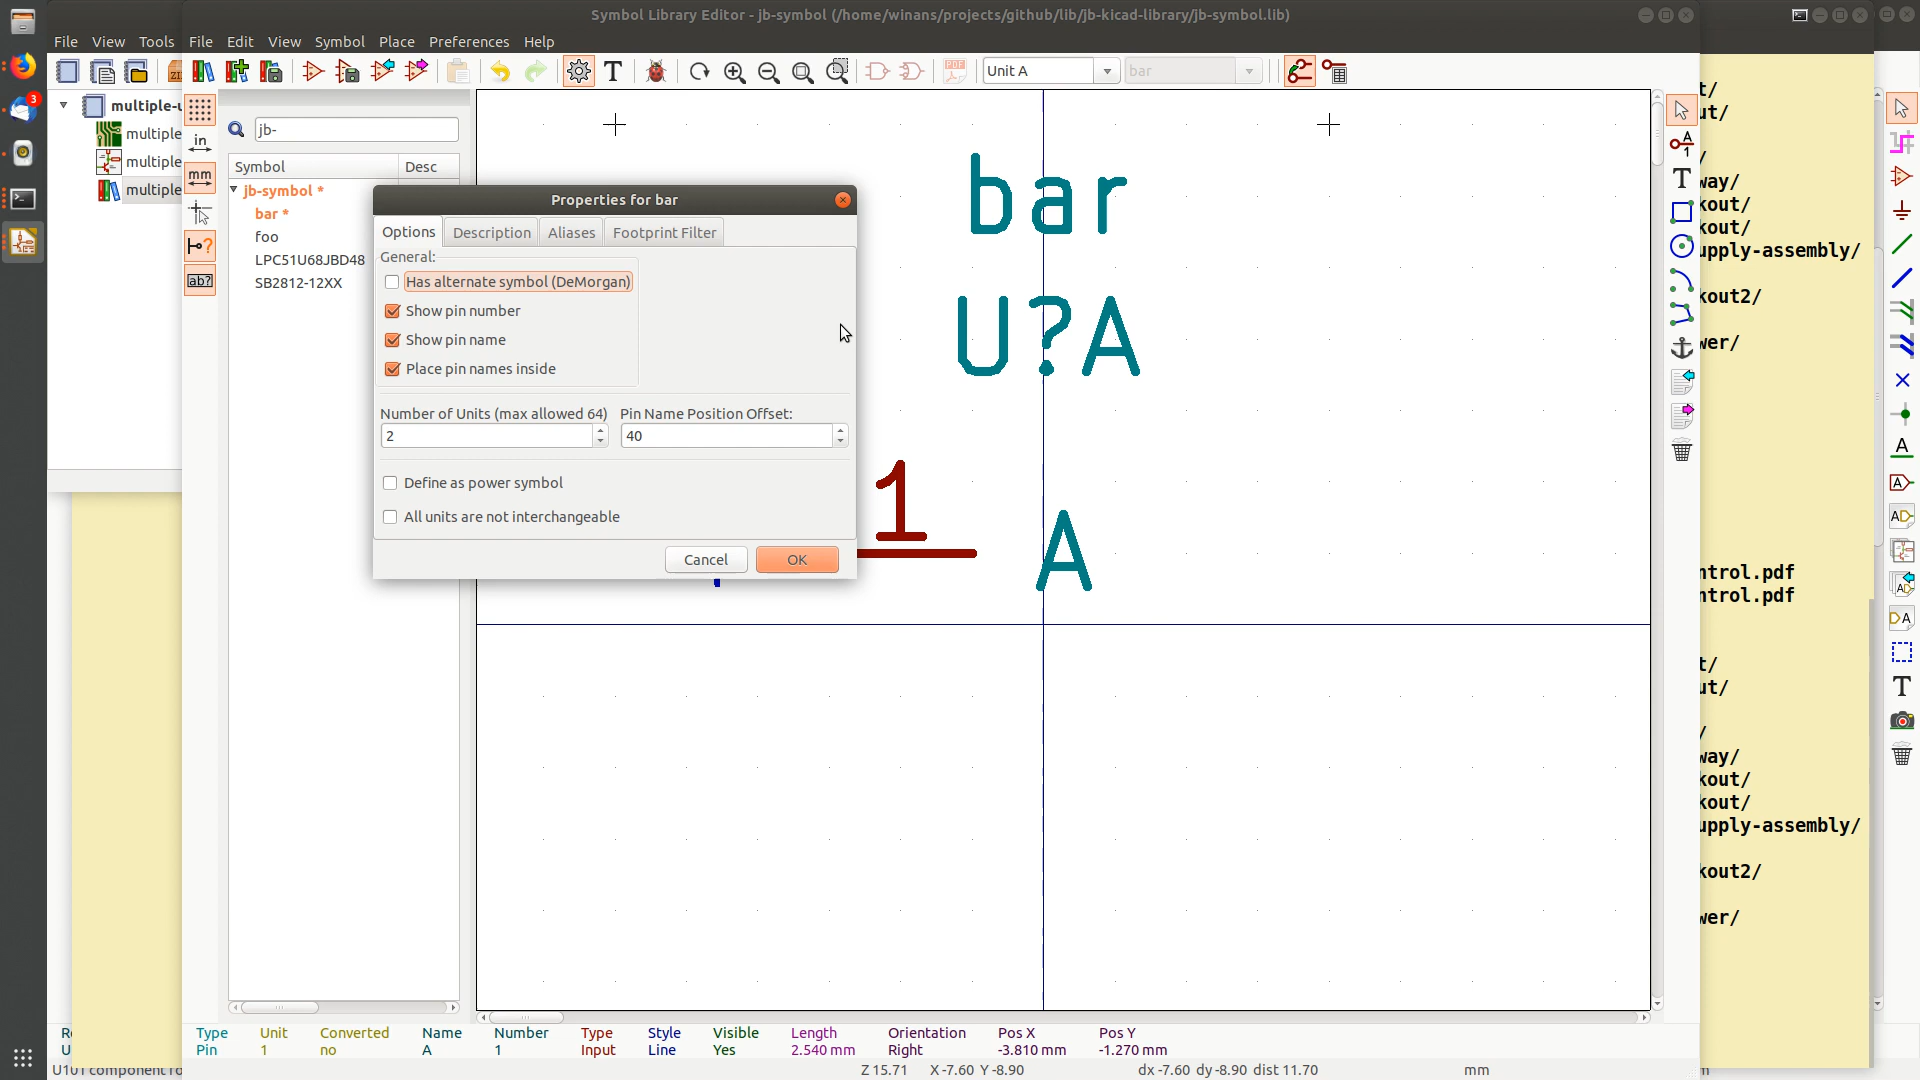 Symbol Library Editor - jb-symbol (/home/winans/projects/github/lib/jb-kicad-library/jb-symbol.lib)
File View Tools
File Edit View Symbol Place Preferences Help
Unit A
bar
multiple-
multiple
multiple
multiple
in
mm
ab?
jb-
Symbol Desc
jb-symbol *
bar *
foo
LPC51U68JBD48
SB2812-12XX
Properties for bar
Options Description Aliases Footprint Filter
General:
Has alternate symbol (DeMorgan)
Show pin number
Show pin name
Place pin names inside
Number of Units (max allowed 64) Pin Name Position Offset:
2 40
Define as power symbol
All units are not interchangeable
Cancel OK
bar
U?A
1
A
t/
ut/
/
way/
kout/
kout/
upply-assembly/
kout2/
wer/
ntrol.pdf
ntrol.pdf
t/
ut/
/
way/
kout/
kout/
upply-assembly/
kout2/
wer/
Type Unit Converted Name Number Type Style Visible Length Orientation Pos X Pos Y
Pin 1 no A 1 Input Line Yes 2.540 mm Right -3.810 mm -1.270 mm
Z 15.71 X -7.60 Y -8.90 dx -7.60 dy -8.90 dist 11.70 mm
3